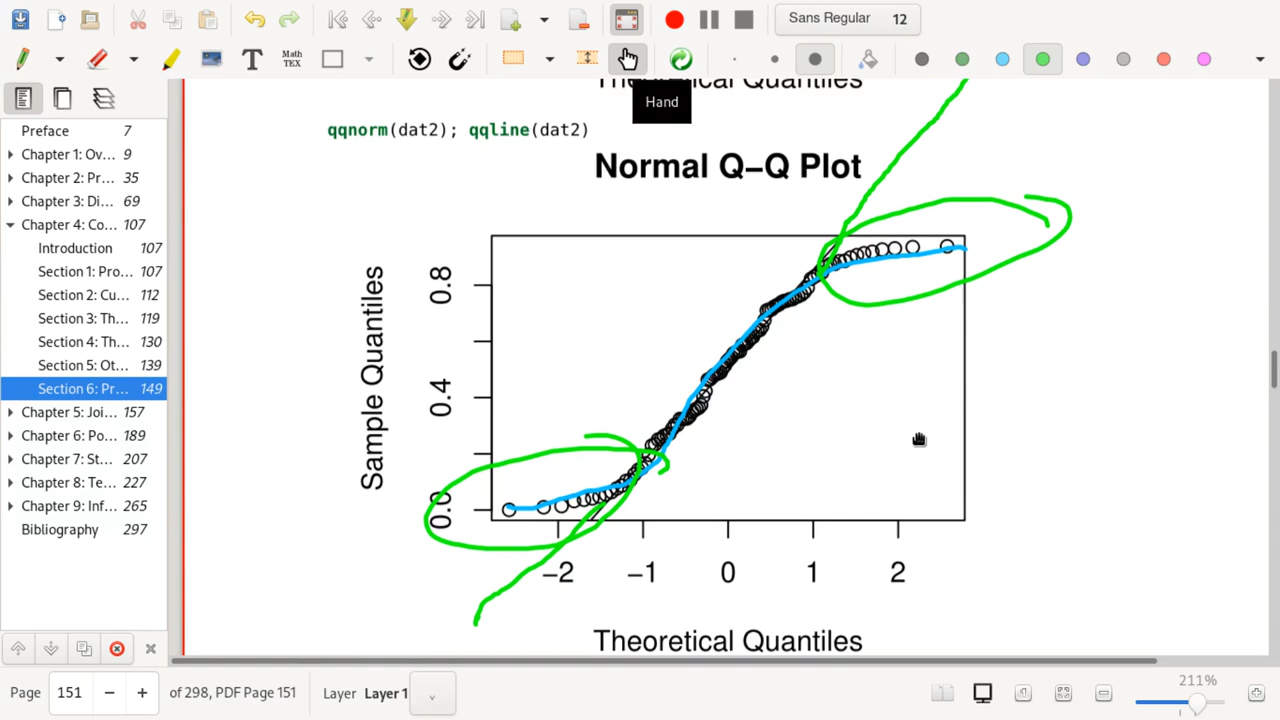 Sans Regular 12
T Math TEX
Hand
Preface 7
Chapter 1: Ov... 9
Chapter 2: Pr... 35
Chapter 3: Di... 69
Chapter 4: Co... 107
Introduction 107
Section 1: Pro... 107
Section 2: Cu... 112
Section 3: Th... 119
Section 4: Th... 130
Section 5: Ot... 139
Section 6: Pr... 149
Chapter 5: Joi... 157
Chapter 6: Po... 189
Chapter 7: St... 207
Chapter 8: Te... 227
Chapter 9: Inf... 265
Bibliography 297
Theoretical Quantiles
qqnorm(dat2); qqline(dat2)
Normal Q−Q Plot
Sample Quantiles
0.8
0.4
0.0
−2 −1 0 1 2
Theoretical Quantiles
Page 151 of 298, PDF Page 151 Layer Layer 1
211%